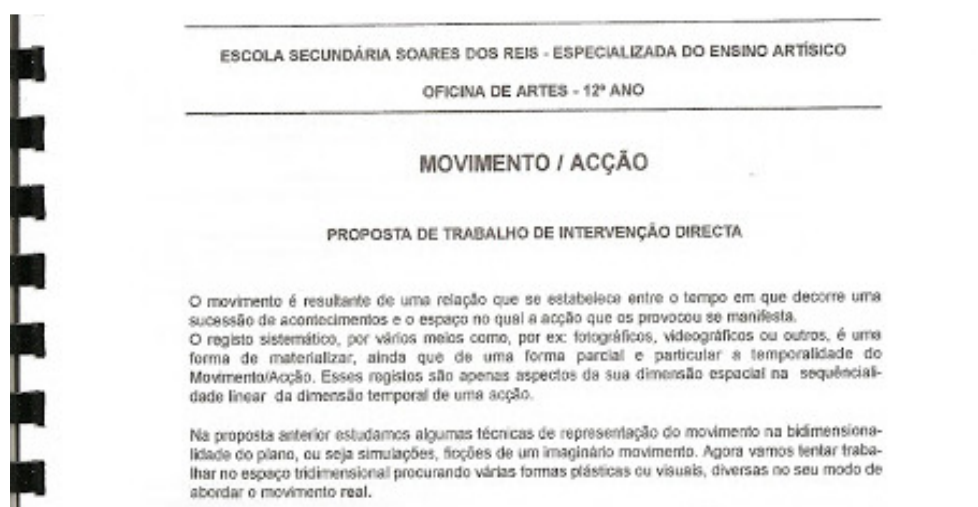 ESCOLA SECUNDÁRIA SOARES DOS REIS - ESPECIALIZADA DO ENSINO ARTÍSICO
OFICINA DE ARTES - 12º ANO
MOVIMENTO / ACÇÃO
PROPOSTA DE TRABALHO DE INTERVENÇÃO DIRECTA
O movimento é resultante de uma relação que se estabelece entre o tempo em que decorre uma
sucessão de acontecimentos e o espaço no qual a acção que os provocou se manifesta.
O registo sistemático, por vários meios como, por ex: fotográficos, videográficos ou outros, é uma
forma de materializar, ainda que de uma forma parcial e particular a temporalidade do
Movimento/Acção. Esses registos são apenas aspectos da sua dimensão espacial na sequênciali-
dade linear da dimensão temporal de uma acção.
Na proposta anterior estudamos algumas técnicas de representação do movimento na bidimensiona-
lidade do plano, ou seja simulações, ficções de um imaginário movimento. Agora vamos tentar traba-
lhar no espaço tridimensional procurando várias formas plásticas ou visuais, diversas no seu modo de
abordar o movimento real.